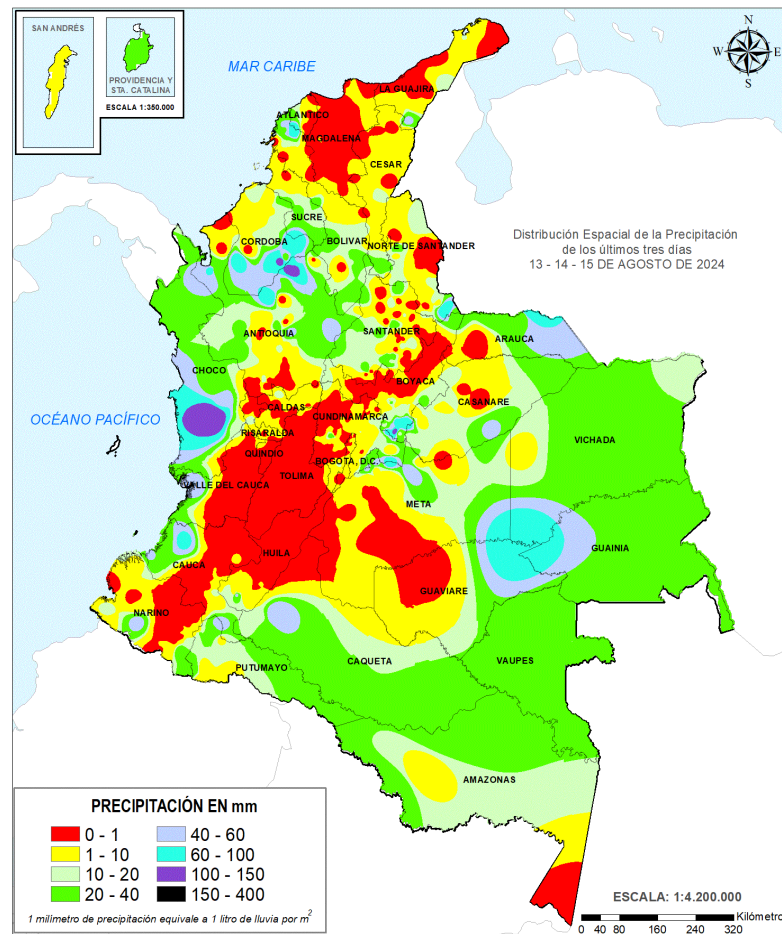 SAN ANDRÉS
PROVIDENCIA Y
STA. CATALINA
ESCALA 1:350.000
MAR CARIBE
N
W
E
S
LA GUAJIRA
ATLANTICO
MAGDALENA
CESAR
SUCRE
CORDOBA
BOLIVAR
NORTE DE SANTANDER
Distribución Espacial de la Precipitación
de los últimos tres días
13 - 14 - 15 DE AGOSTO DE 2024
ANTIOQUIA
SANTANDER
ARAUCA
CHOCO
BOYACA
OCÉANO PACÍFICO
CALDAS
CASANARE
CUNDINAMARCA
RISARALDA
VICHADA
QUINDIO
BOGOTA, D.C.
TOLIMA
VALLE DEL CAUCA
META
GUAINIA
HUILA
CAUCA
GUAVIARE
NARIÑO
CAQUETA
VAUPES
PUTUMAYO
AMAZONAS
PRECIPITACIÓN EN mm
0 - 1
40 - 60
1 - 10
60 - 100
10 - 20
100 - 150
20 - 40
150 - 400
1 milímetro de precipitación equivale a 1 litro de lluvia por m2
ESCALA: 1:4.200.000
Kilómetro
0 40 80 160 240 320